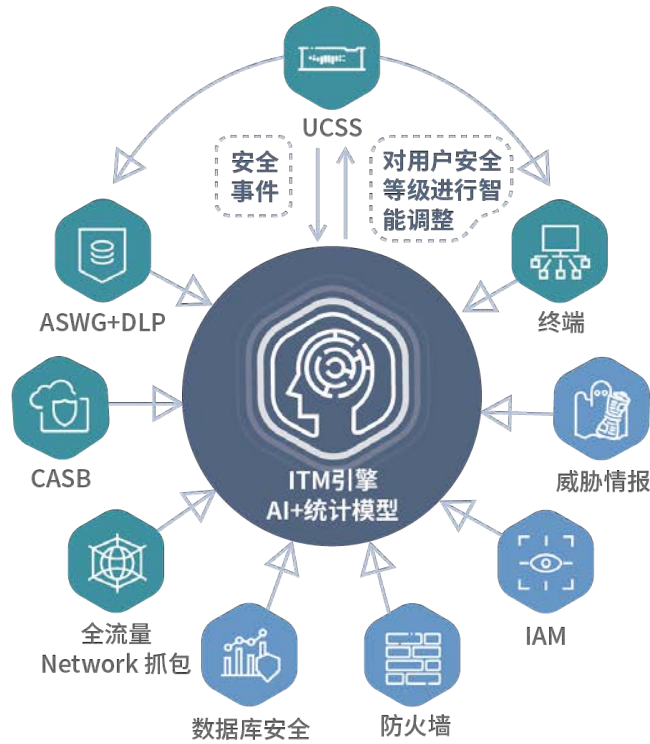 UCSS
安全
事件
对用户安全
等级进行智
能调整
ASWG+DLP
终端
CASB
威胁情报
ITM引擎
AI+统计模型
全流量
Network 抓包
IAM
数据库安全
防火墙